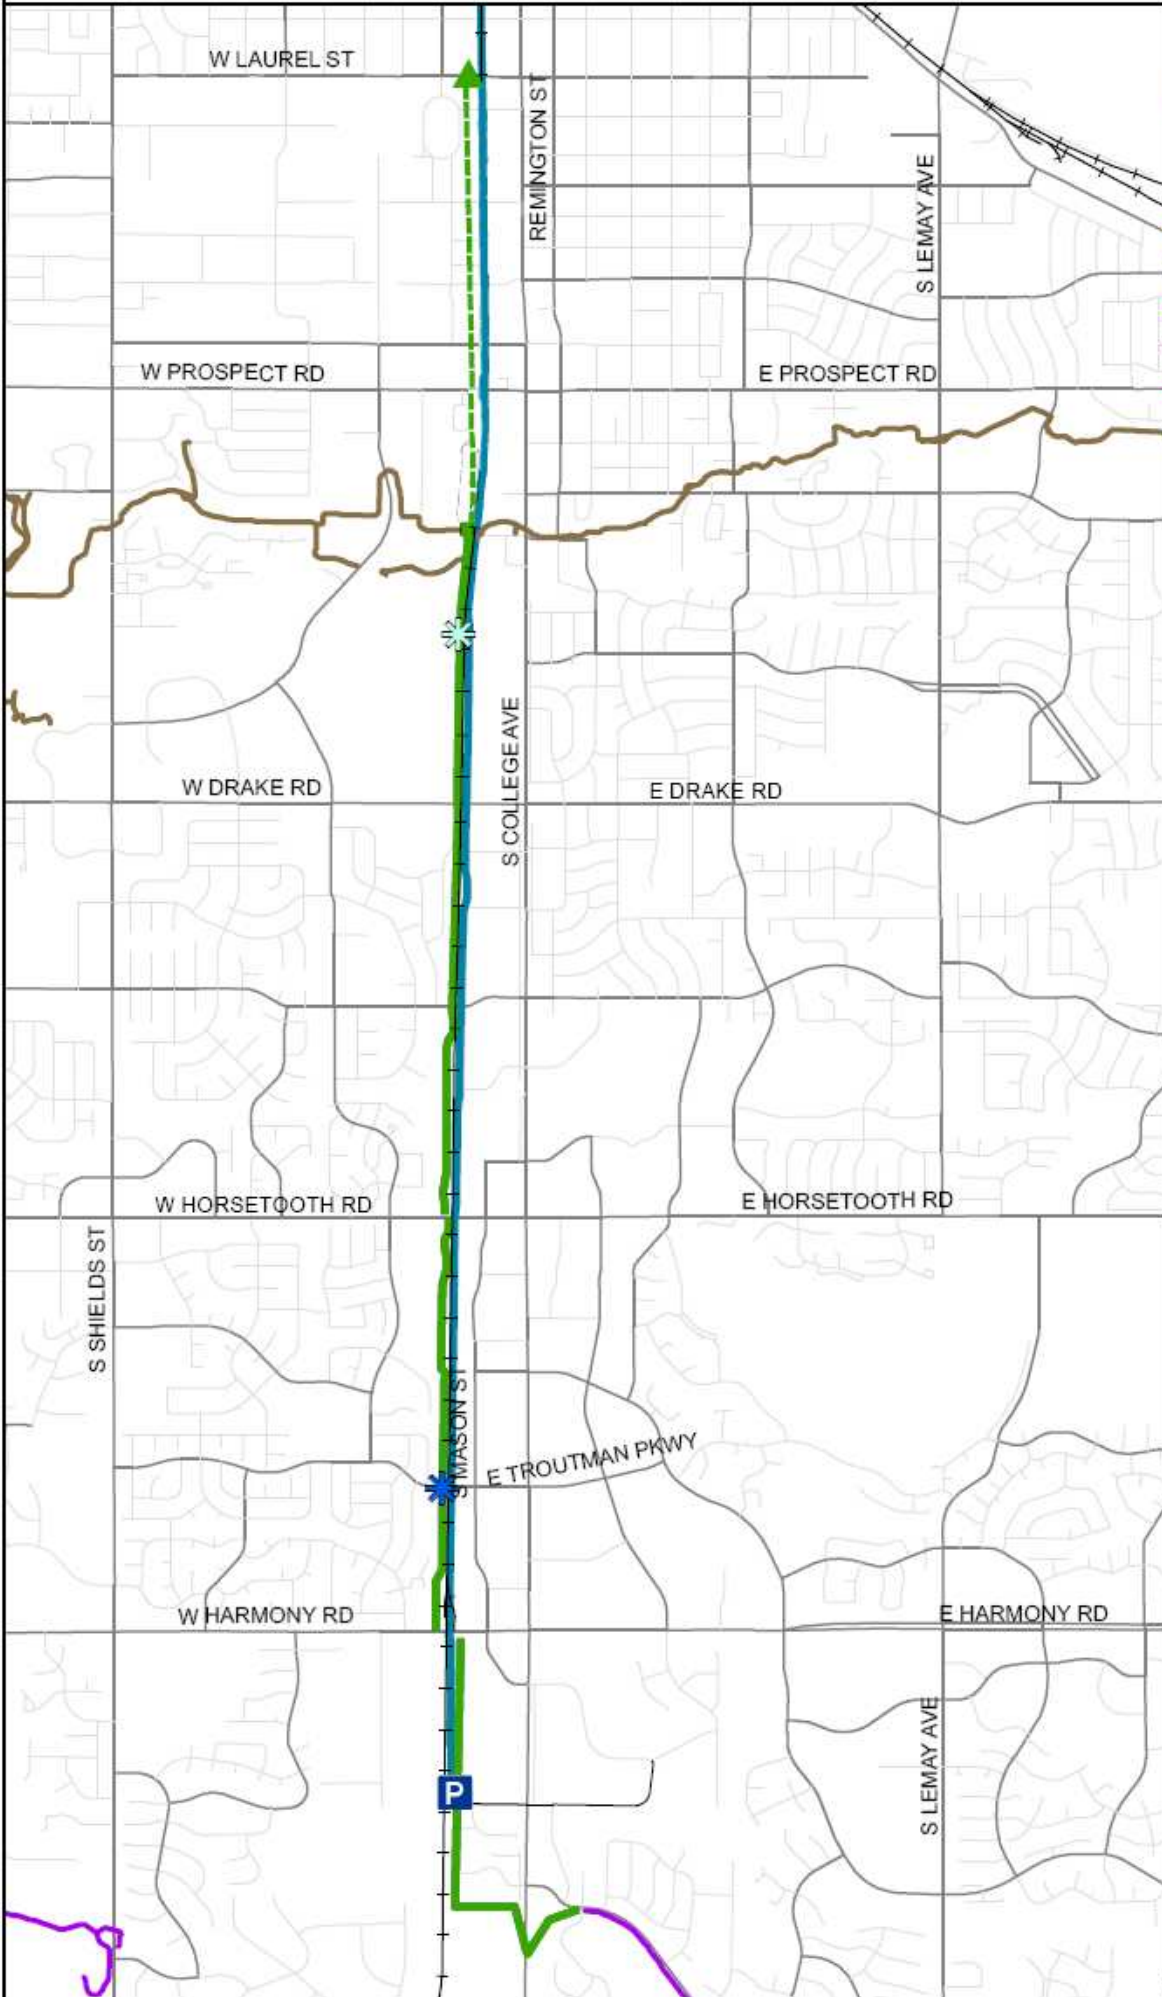 W LAUREL ST
REMINGTON ST
S LEMAY AVE
W PROSPECT RD
E PROSPECT RD
S COLLEGE AVE
W DRAKE RD
E DRAKE RD
W HORSETOOTH RD
E HORSETOOTH RD
S SHIELDS ST
S MASON ST
E TROUTMAN PKWY
W HARMONY RD
E HARMONY RD
S LEMAY AVE
P